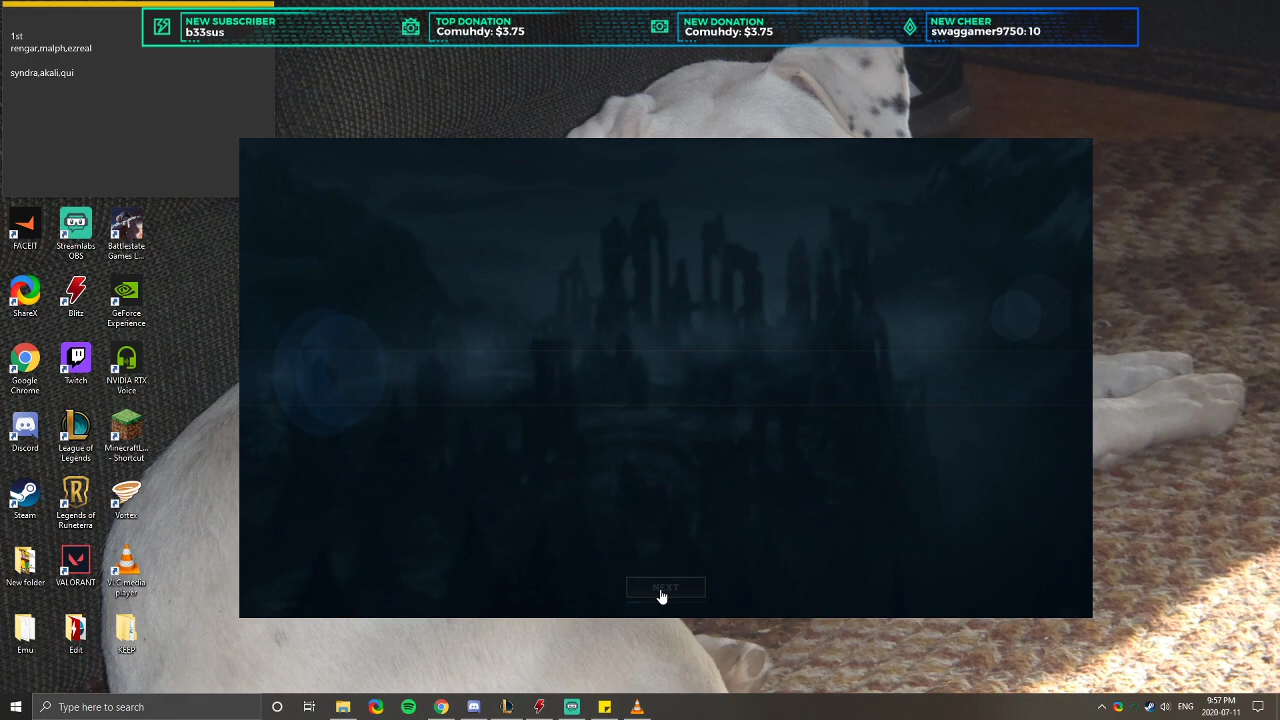 NEW SUBSCRIBER
b33sus
TOP DONATION
Comuhdy: $3.75
NEW DONATION
Comuhdy: $3.75
NEW CHEER
swaggamer9750: 10
1st
rengar,malph,ezreal
syndra,akali,qui
FACEIT
Streamlabs OBS
Battlestate Games L...
ShareX
Blitz
GeForce Experience
Google Chrome
Twitch
NVIDIA RTX Voice
Discord
League of Legends
MinecraftL... - Shortcut
Steam
Legends of Runeterra
Vortex
New folder
VALORANT
VLC media player
Emu
Edit
KEEP
NEXT
Type here to search
ENG
9:57 PM
2020-07-11